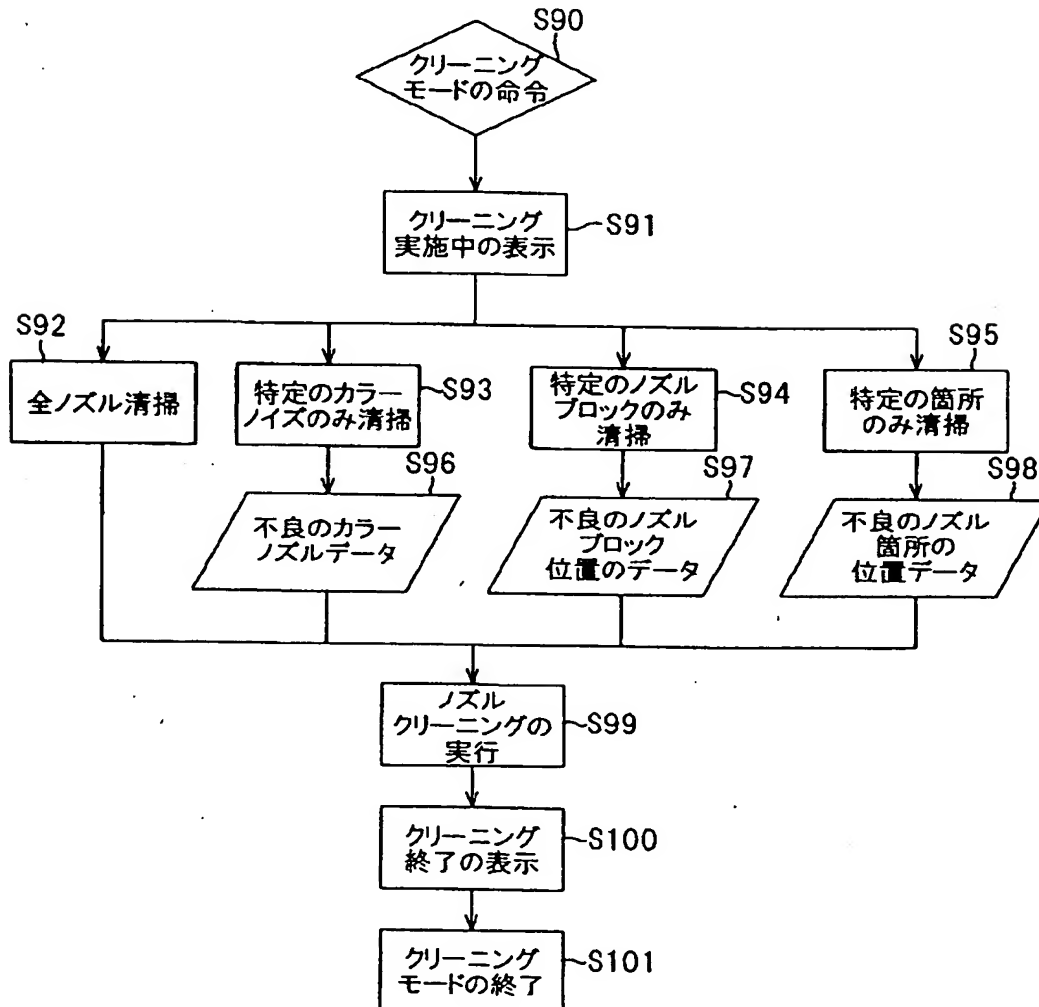 S90
クリーニング
モードの命令
クリーニング
実施中の表示
S91
S92
全ノズル清掃
特定のカラー
ノイズのみ清掃
S93
特定のノズル
ブロックのみ
清掃
S94
S95
特定の箇所
のみ清掃
S96
不良のカラー
ノズルデータ
S97
不良のノズル
ブロック
位置のデータ
S98
不良のノズル
箇所の
位置データ
ノズル
クリーニングの
実行
S99
クリーニング
終了の表示
S100
クリーニング
モードの終了
S101